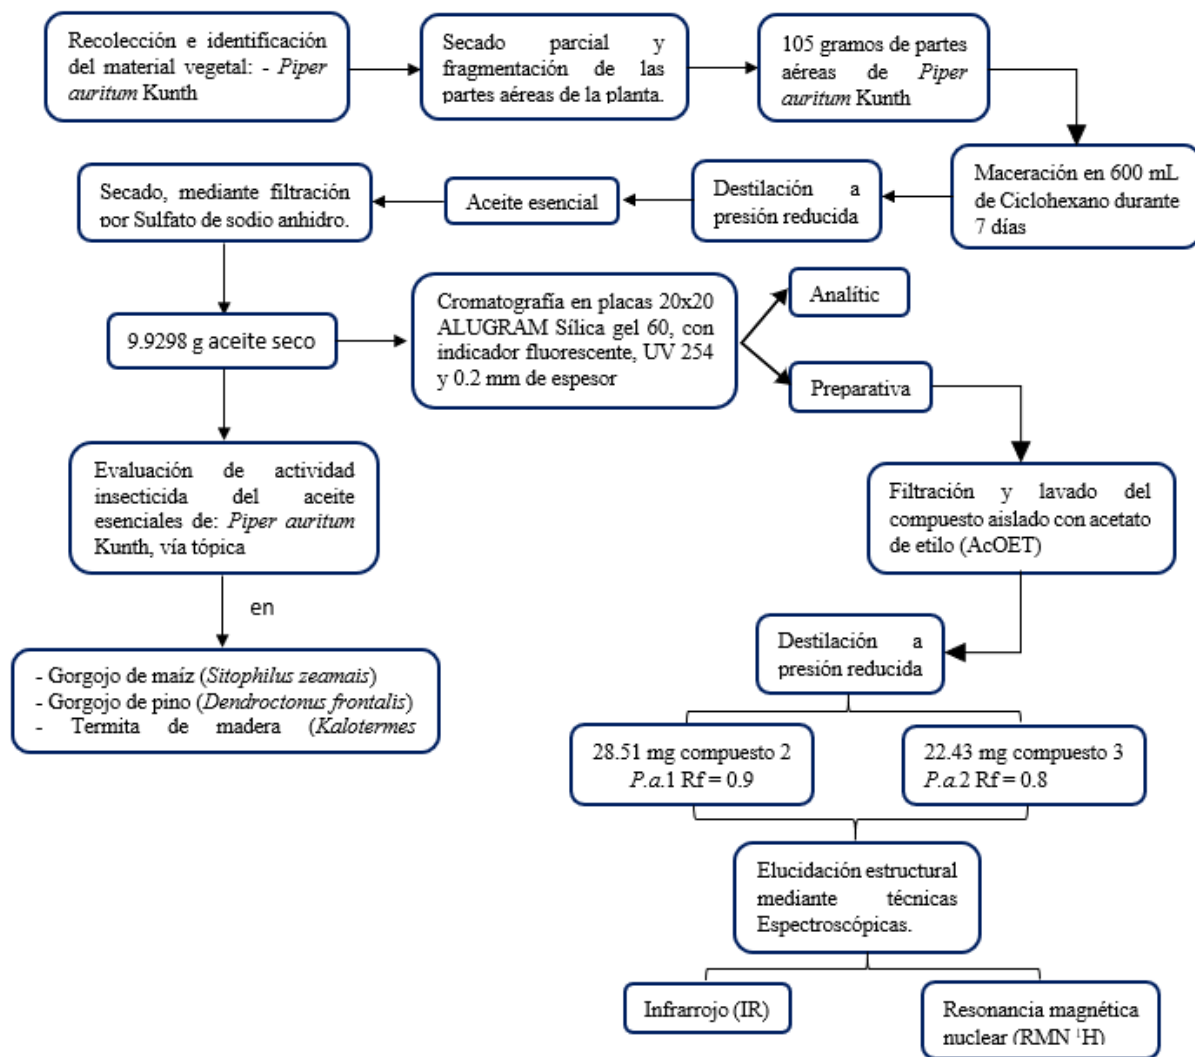 Recolección e identificación
del material vegetal: - Piper
auritum Kunth
Secado parcial y
fragmentación de las
partes aéreas de la planta.
105 gramos de partes
aéreas de Piper
auritum Kunth
Maceración en 600 mL
de Ciclohexano durante
7 días
Destilación a
presión reducida
Aceite esencial
Secado, mediante filtración
por Sulfato de sodio anhidro.
9.9298 g aceite seco
Cromatografía en placas 20x20
ALUGRAM Sílica gel 60, con
indicador fluorescente, UV 254
y 0.2 mm de espesor
Analític
Preparativa
Evaluación de actividad
insecticida del aceite
esenciales de: Piper auritum
Kunth, vía tópica
en
- Gorgojo de maíz (Sitophilus zeamais)
- Gorgojo de pino (Dendroctonus frontalis)
- Termita de madera (Kalotermes
Filtración y lavado del
compuesto aislado con acetato
de etilo (AcOET)
Destilación a
presión reducida
28.51 mg compuesto 2
P.a.1 Rf = 0.9
22.43 mg compuesto 3
P.a.2 Rf = 0.8
Elucidación estructural
mediante técnicas
Espectroscópicas.
Infrarrojo (IR)
Resonancia magnética
nuclear (RMN ¹H)